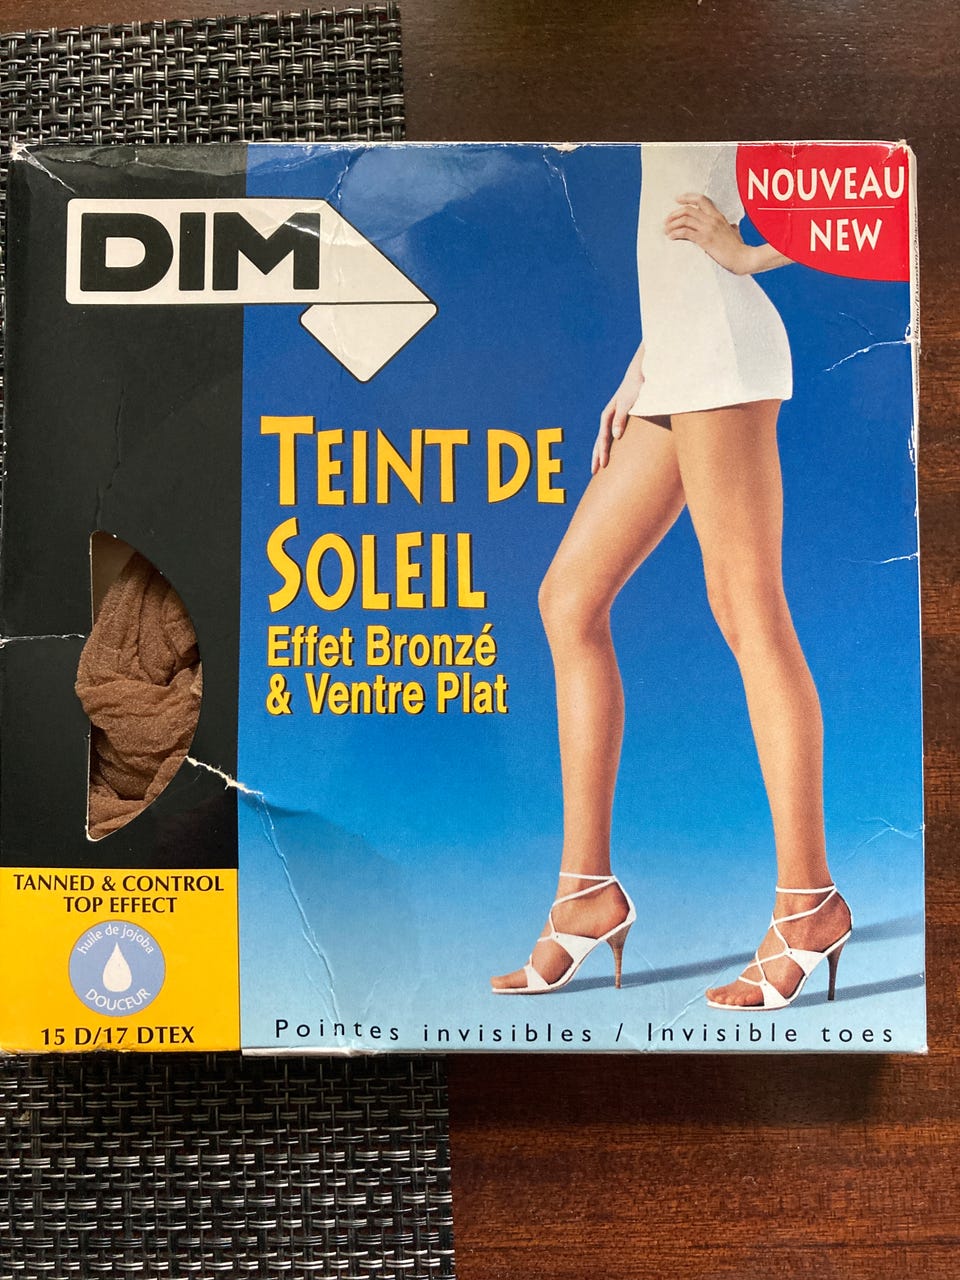 DIM
NOUVEAU
NEW
TEINT DE
SOLEIL
Effet Bronzé
& Ventre Plat
TANNED & CONTROL
TOP EFFECT
huile de jojoba
DOUCEUR
15 D/17 DTEX
Pointes invisibles / Invisible toes